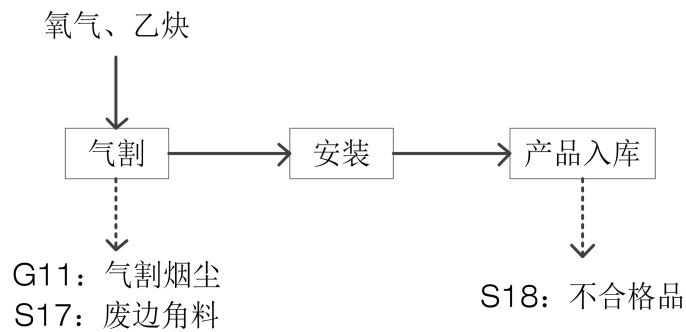 氧气、乙炔
气割
安装
产品入库
G11：气割烟尘
S17：废边角料
S18：不合格品